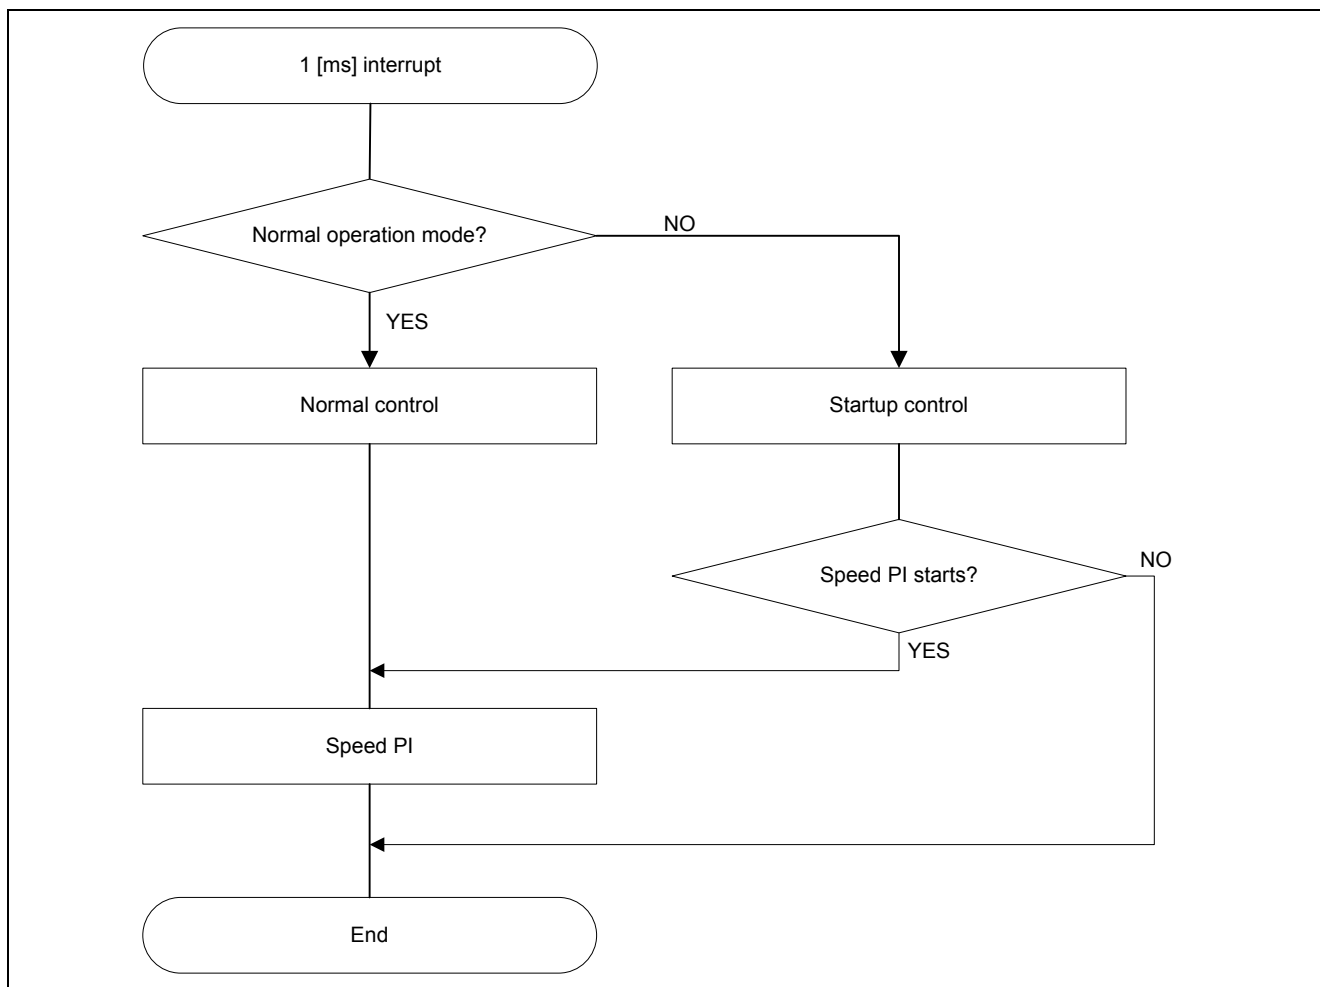 1 [ms] interrupt
Normal operation mode?
NO
YES
Normal control
Startup control
Speed PI starts?
NO
YES
Speed PI
End